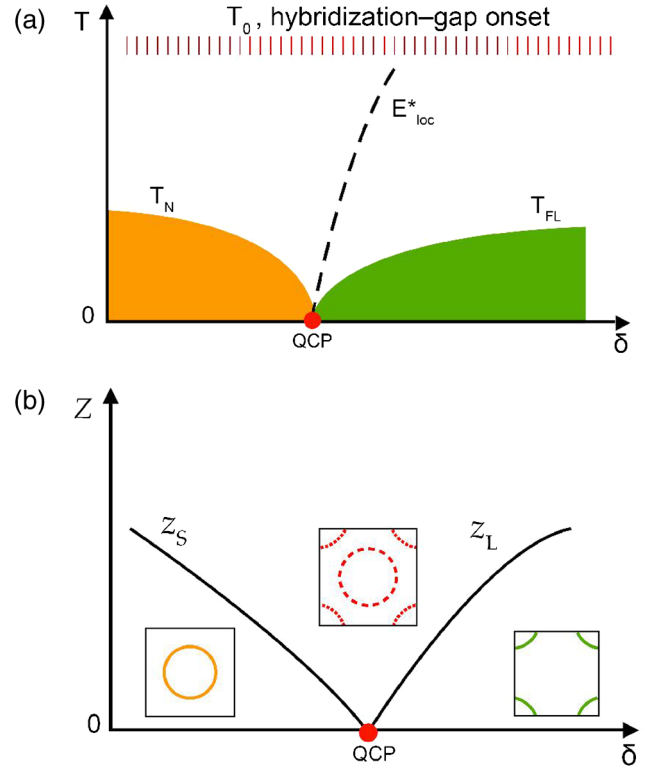 (a)
T
T0, hybridization–gap onset
E*loc
TN
TFL
0
QCP
δ
(b)
Z
zS
zL
0
QCP
δ